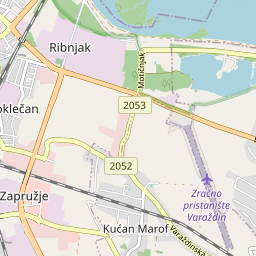 Ribnjak
Motičnjak
2053
oklečan
2052
Zračno
pristanište
Varaždin
Zapružje
Kućan Marof
Varaždinska